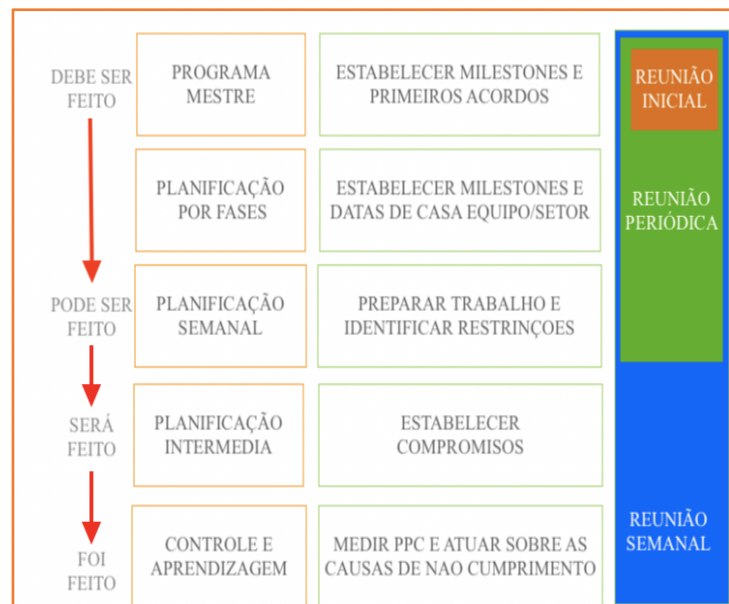 DEBE SER
FEITO
PROGRAMA
MESTRE
ESTABELECER MILESTONES E
PRIMEIROS ACORDOS
REUNIÃO
INICIAL
PLANIFICAÇÃO
POR FASES
ESTABELECER MILESTONES E
DATAS DE CASA EQUIPO/SETOR
REUNIÃO
PERIÓDICA
PODE SER
FEITO
PLANIFICAÇÃO
SEMANAL
PREPARAR TRABALHO E
IDENTIFICAR RESTRINÇOES
SERÁ
FEITO
PLANIFICAÇÃO
INTERMEDIA
ESTABLECER
COMPROMISOS
REUNIÃO
SEMANAL
FOI
FEITO
CONTROLE E
APRENDIZAGEM
MEDIR PPC E ATUAR SOBRE AS
CAUSAS DE NAO CUMPRIMENTO